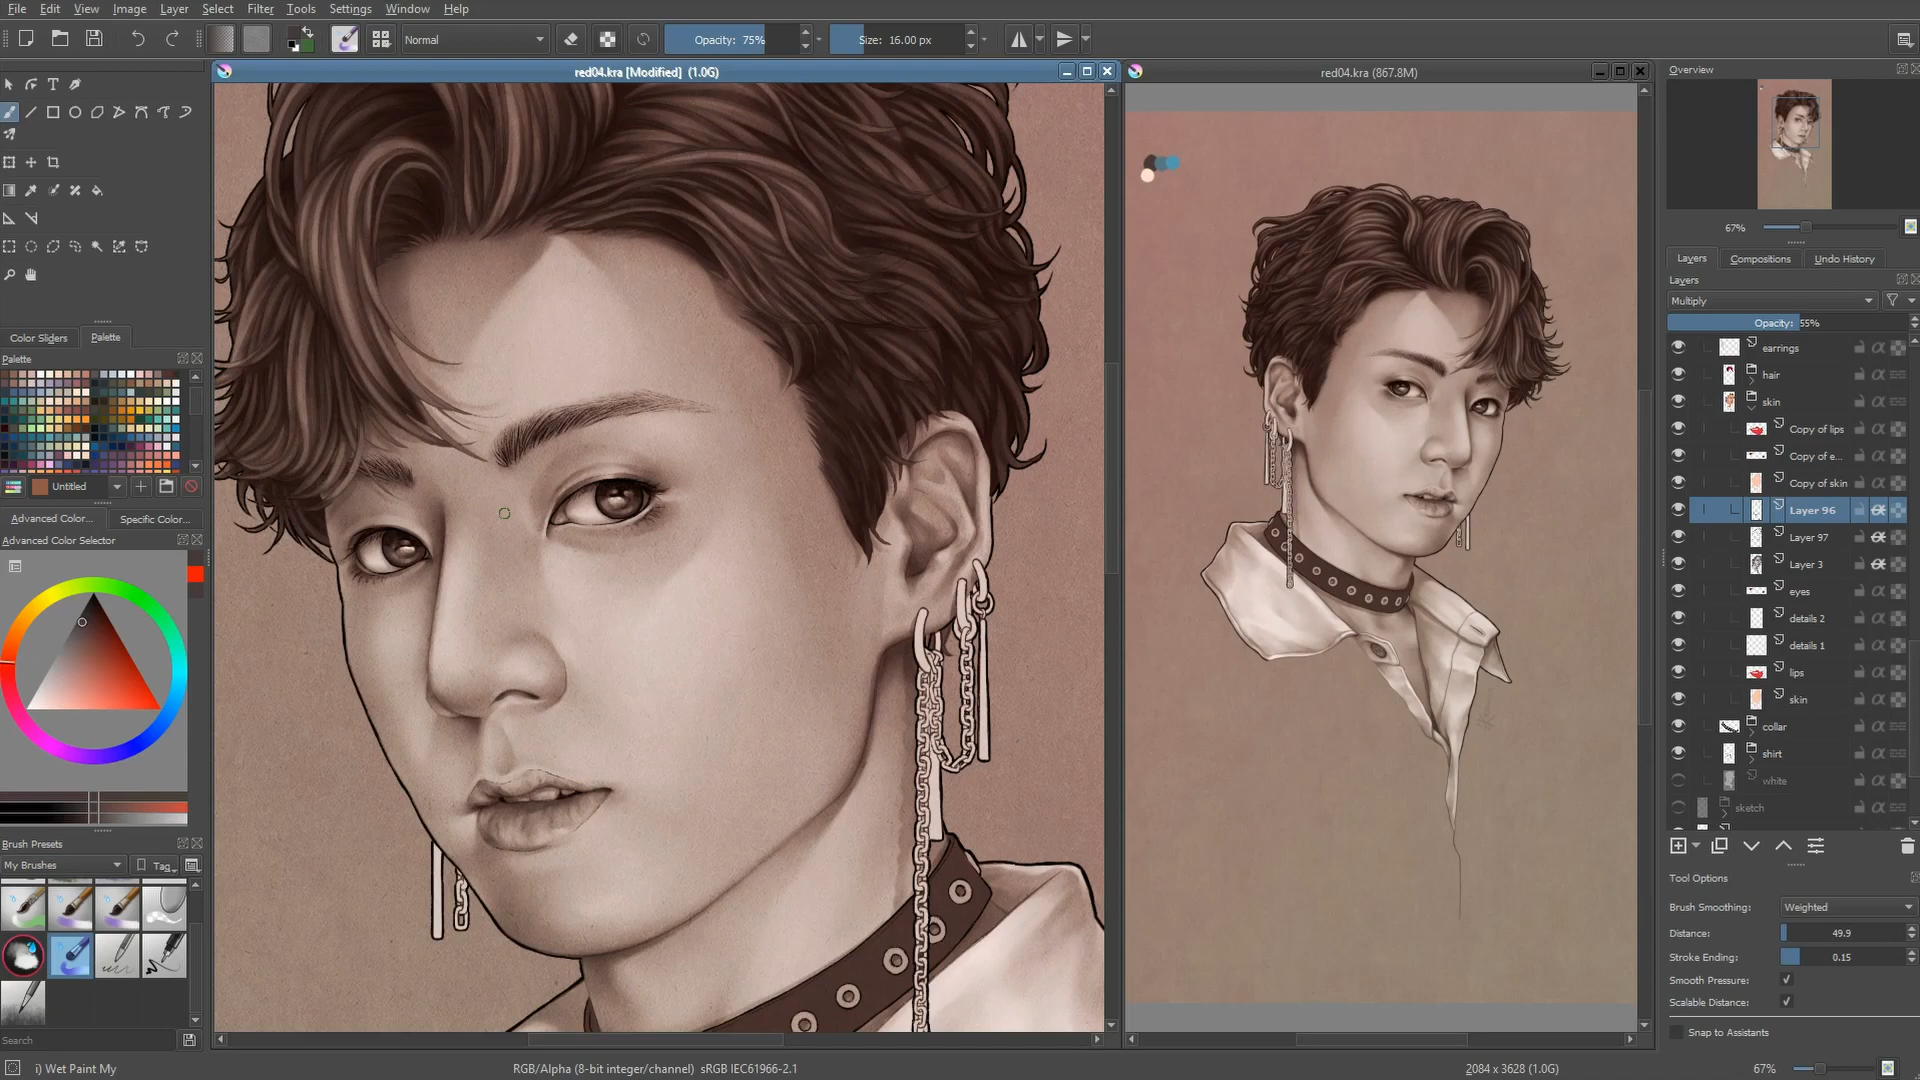 File Edit View Image Layer Select Filter Tools Settings Window Help
Normal
Opacity: 75%
Size: 16.00 px
red04.kra [Modified] (1.0G)
red04.kra (867.8M)
Overview
67%
Layers Compositions Undo History
Layers
Multiply
Opacity: 55%
earrings
hair
skin
Copy of lips
Copy of e...
Copy of skin
Layer 96
Layer 97
Layer 3
eyes
details 2
details 1
lips
skin
collar
shirt
white
sketch
Tool Options
Brush Smoothing: Weighted
Distance: 49.9
Stroke Ending: 0.15
Smooth Pressure:
Scalable Distance:
Snap to Assistants
Color Sliders Palette
Palette
Untitled
Advanced Color... Specific Color...
Advanced Color Selector
Brush Presets
My Brushes
Tag
Search
i) Wet Paint My
RGB/Alpha (8-bit integer/channel) sRGB IEC61966-2.1
2084 x 3628 (1.0G)
67%